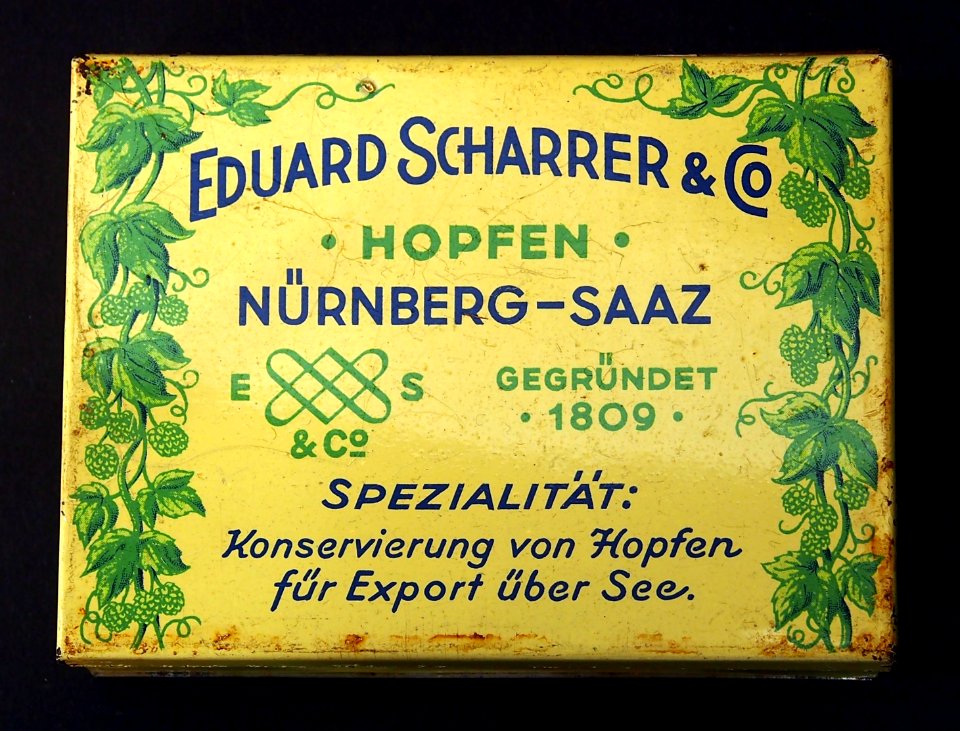 EDUARD SCHARRER & Co
· HOPFEN ·
NÜRNBERG-SAAZ
E S
& Co
GEGRÜNDET
· 1809 ·
SPEZIALITÄT:
Konservierung von Hopfen
für Export über See.